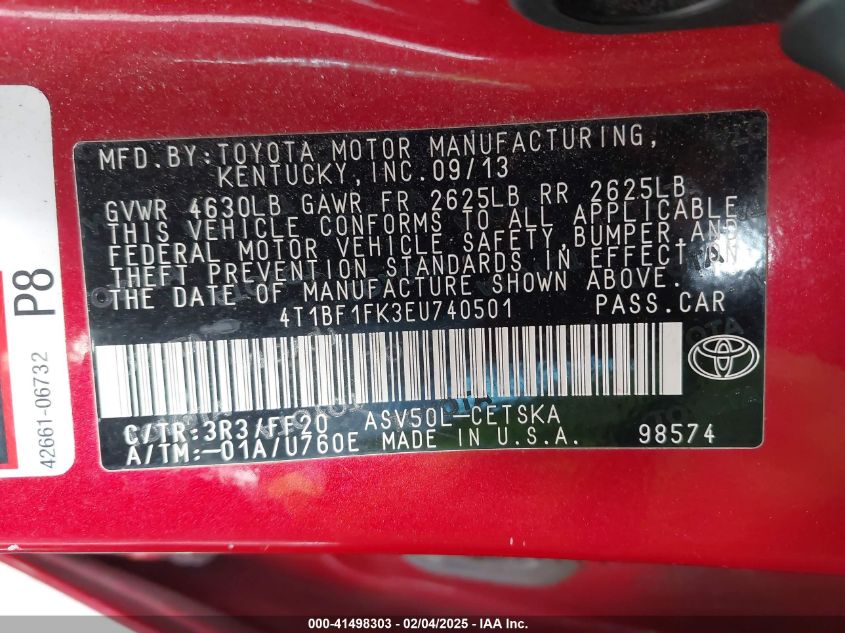 MFD.BY:TOYOTA MOTOR MANUFACTURING,
KENTUCKY,INC.09/13
GVWR 4630LB GAWR FR 2625LB RR 2625LB
THIS VEHICLE CONFORMS TO ALL APPLICABLE
FEDERAL MOTOR VEHICLE SAFETY,BUMPER,AND
THEFT PREVENTION STANDARDS IN EFFECT ON
THE DATE OF MANUFACTURE SHOWN ABOVE.
4T1BF1FK3EU740501 PASS.CAR
C/TR:3R3/FF20 ASV50L-CETSKA
A/TM:-01A/U760E MADE IN U.S.A. 98574
P8
42661-06732
000-41498303 - 02/04/2025 - IAA Inc.